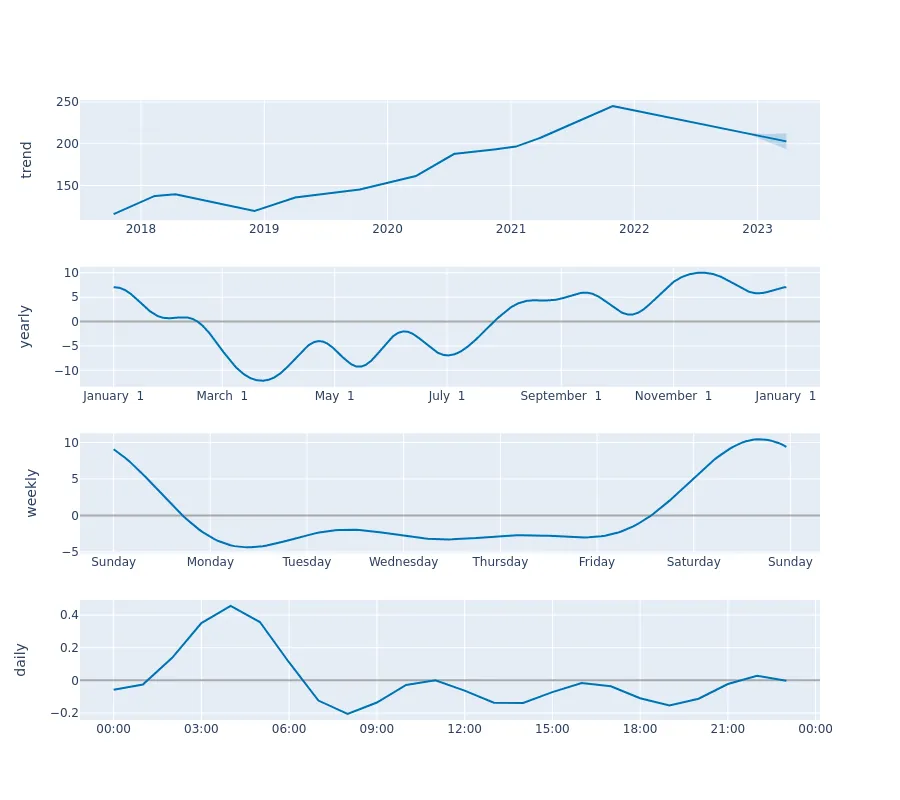 trend
250
200
150
2018 2019 2020 2021 2022 2023
yearly
10
5
0
−5
−10
January 1 March 1 May 1 July 1 September 1 November 1 January 1
weekly
10
5
0
−5
Sunday Monday Tuesday Wednesday Thursday Friday Saturday Sunday
daily
0.4
0.2
0
−0.2
00:00 03:00 06:00 09:00 12:00 15:00 18:00 21:00 00:00